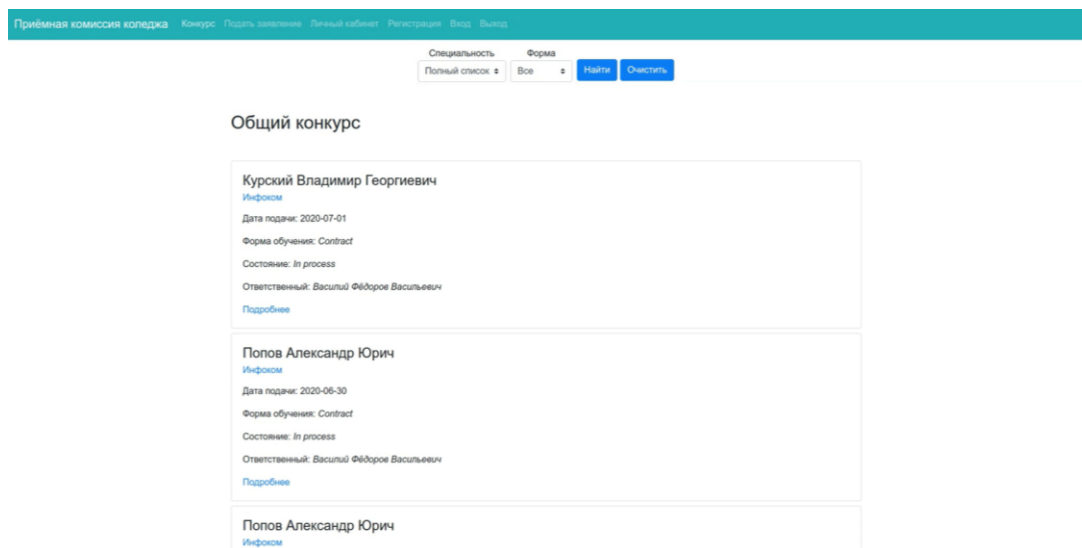 Приёмная комиссия коледжа Конкурс Подать заявление Личный кабинет Регистрация Вход Выход
Специальность Форма
Полный список Все Найти Очистить
Общий конкурс
Курский Владимир Георгиевич
Инфоком
Дата подачи: 2020-07-01
Форма обучения: Contract
Состояние: In process
Ответственный: Василий Фёдоров Васильевич
Подробнее
Попов Александр Юрич
Инфоком
Дата подачи: 2020-06-30
Форма обучения: Contract
Состояние: In process
Ответственный: Василий Фёдоров Васильевич
Подробнее
Попов Александр Юрич
Инфоком